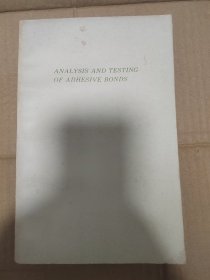 ANALYSIS AND TESTING
OF ADHESIVE BONDS